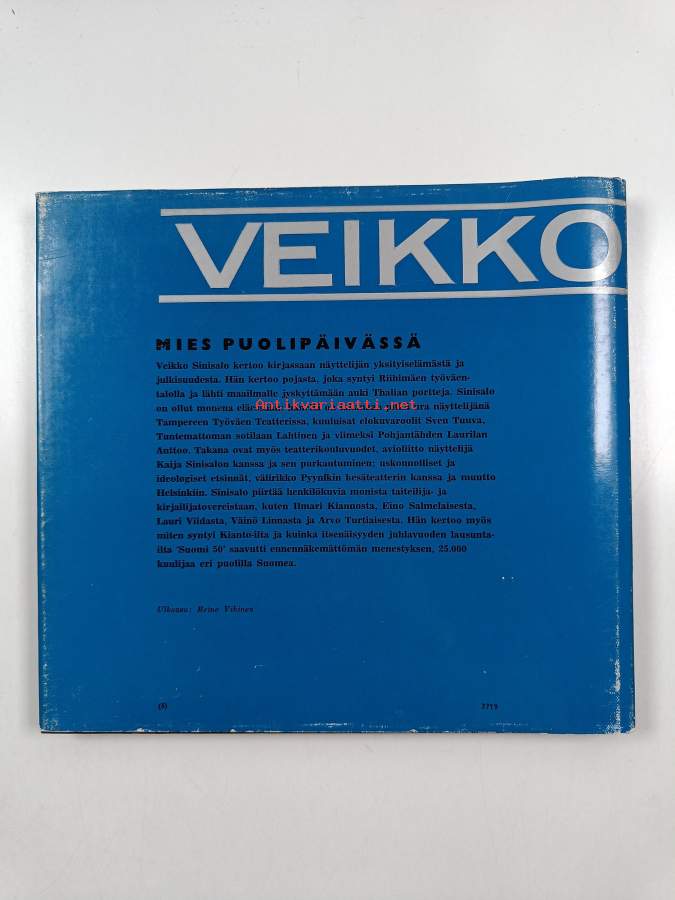 VEIKKO
MIES PUOLIPÄIVÄSSÄ
Veikko Sinisalo kertoo kirjassaan näyttelijän yksityiselämästä ja
julkisuudesta. Hän kertoo pojasta, joka syntyi Riihimäen työväen-
talolla ja lähti maailmalle jyskyttämään auki Thalian portteja. Sinisalo
on ollut monena
Antikvariaatti.net
ura näyttelijänä
Tampereen Työväen Teatterissa, kuuluisat elokuvaroolit Sven Tuuva,
Tuntemattoman sotilaan Lahtinen ja viimeksi Pohjantähden Laurilan
Anttoo. Takana ovat myös teatterikouluvuodet, avioliitto näyttelijä
Kaija Sinisalon kanssa ja sen purkautuminen; uskonnolliset ja
ideologiset etsinnät, välirikko Pyynikin kesäteatterin kanssa ja muutto
Helsinkiin. Sinisalo piirtää henkilökuvia monista taiteilija- ja
kirjailijatovereistaan, kuten Ilmari Kiannosta, Eino Salmelaisesta,
Lauri Viidasta, Väinö Linnasta ja Arvo Turtiaisesta. Hän kertoo myös
miten syntyi Kianto-ilta ja kuinka itsenäisyyden juhlavuoden lausunta-
ilta 'Suomi 50' saavutti ennennäkemättömän menestyksen, 25.000
kuulijaa eri puolilla Suomea.
Ulkoasu: Reino Vihinen
(5)
2719